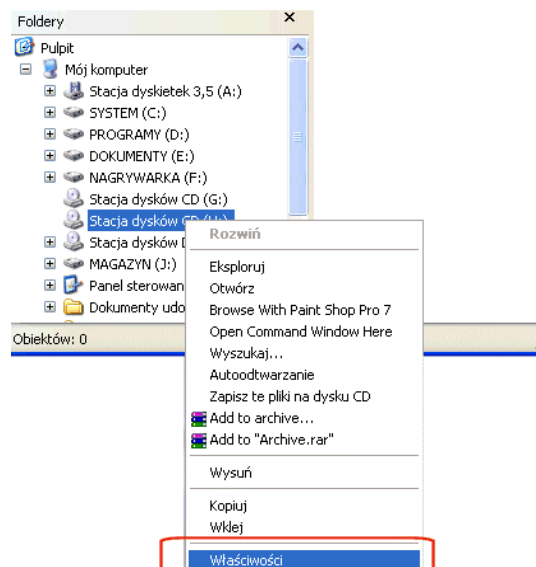 Foldery
Pulpit
Mój komputer
Stacja dyskietek 3,5 (A:)
SYSTEM (C:)
PROGRAMY (D:)
DOKUMENTY (E:)
NAGRYWARKA (F:)
Stacja dysków CD (G:)
Stacja dysków CD (H:)
Stacja dysków
MAGAZYN (J:)
Panel sterowan
Dokumenty udo
Obiektów: 0
Rozwiń
Eksploruj
Otwórz
Browse With Paint Shop Pro 7
Open Command Window Here
Wyszukaj...
Autoodtwarzanie
Zapisz te pliki na dysku CD
Add to archive...
Add to "Archive.rar"
Wysuń
Kopiuj
Wklej
Właściwości